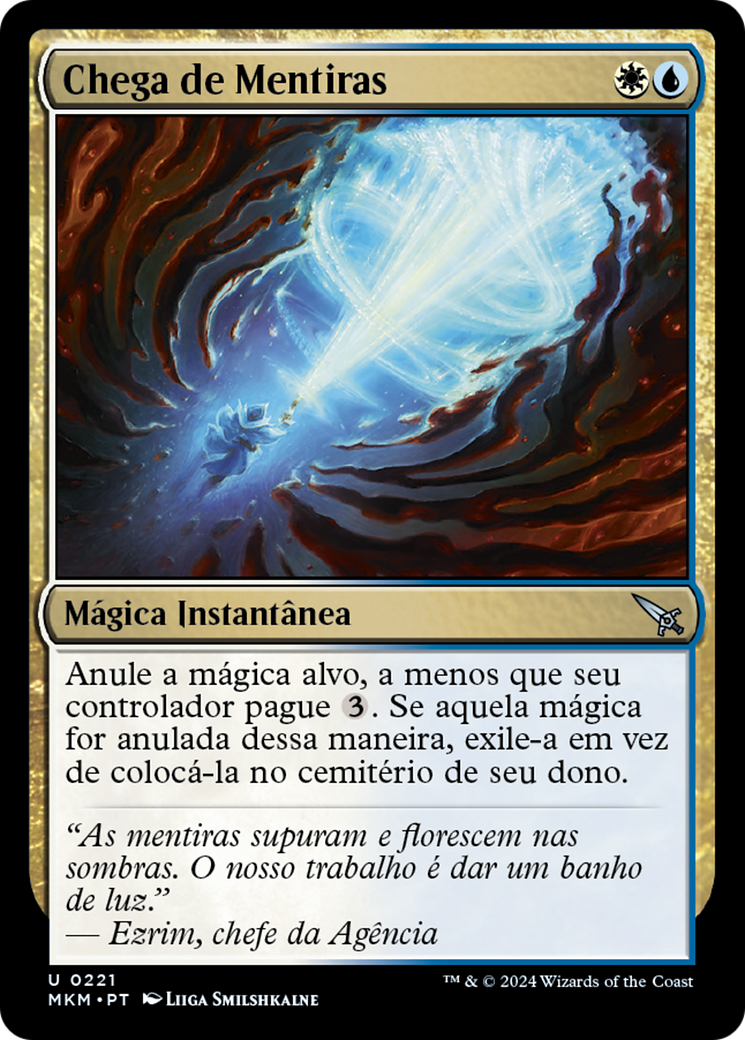 Chega de Mentiras
Mágica Instantânea
Anule a mágica alvo, a menos que seu
controlador pague 3. Se aquela mágica
for anulada dessa maneira, exile-a em vez
de colocá-la no cemitério de seu dono.
“As mentiras supuram e florescem nas
sombras. O nosso trabalho é dar um banho
de luz.”
— Ezrim, chefe da Agência
U 0221
MKM • PT Liiga Smilshkalne
™ & © 2024 Wizards of the Coast